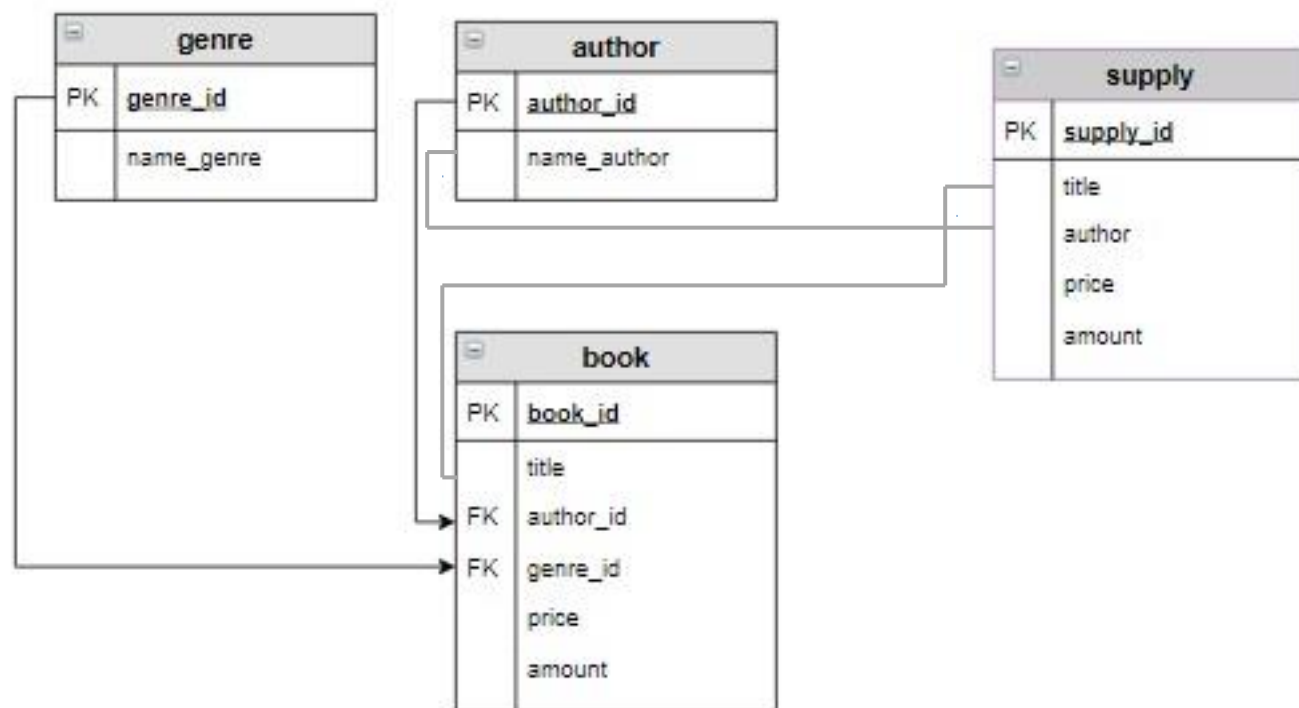 genre
PK genre_id
name_genre
author
PK author_id
name_author
supply
PK supply_id
title
author
price
amount
book
PK book_id
title
FK author_id
FK genre_id
price
amount